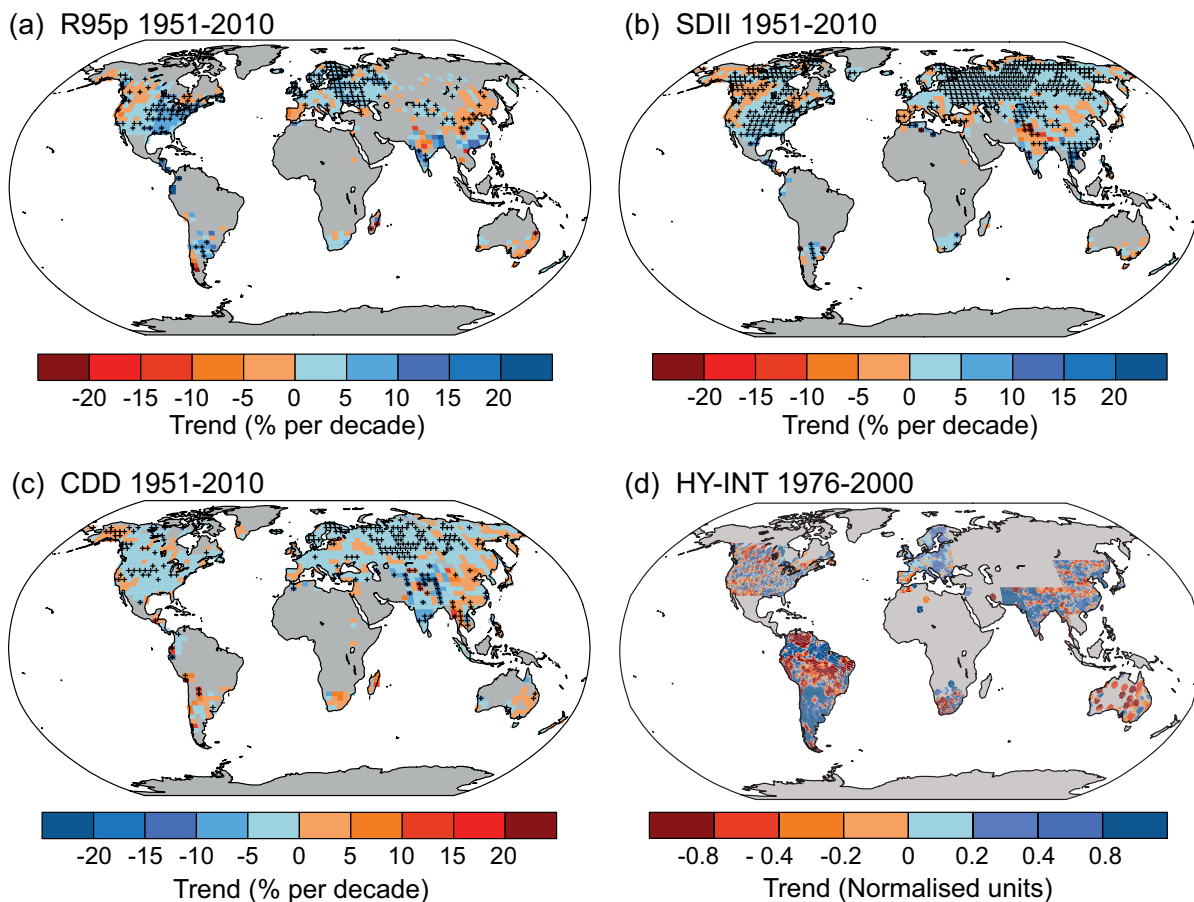 (a) R95p 1951-2010
(b) SDII 1951-2010
-20 -15 -10 -5 0 5 10 15 20
Trend (% per decade)
-20 -15 -10 -5 0 5 10 15 20
Trend (% per decade)
(c) CDD 1951-2010
(d) HY-INT 1976-2000
-20 -15 -10 -5 0 5 10 15 20
Trend (% per decade)
-0.8 - 0.4 -0.2 0 0.2 0.4 0.8
Trend (Normalised units)